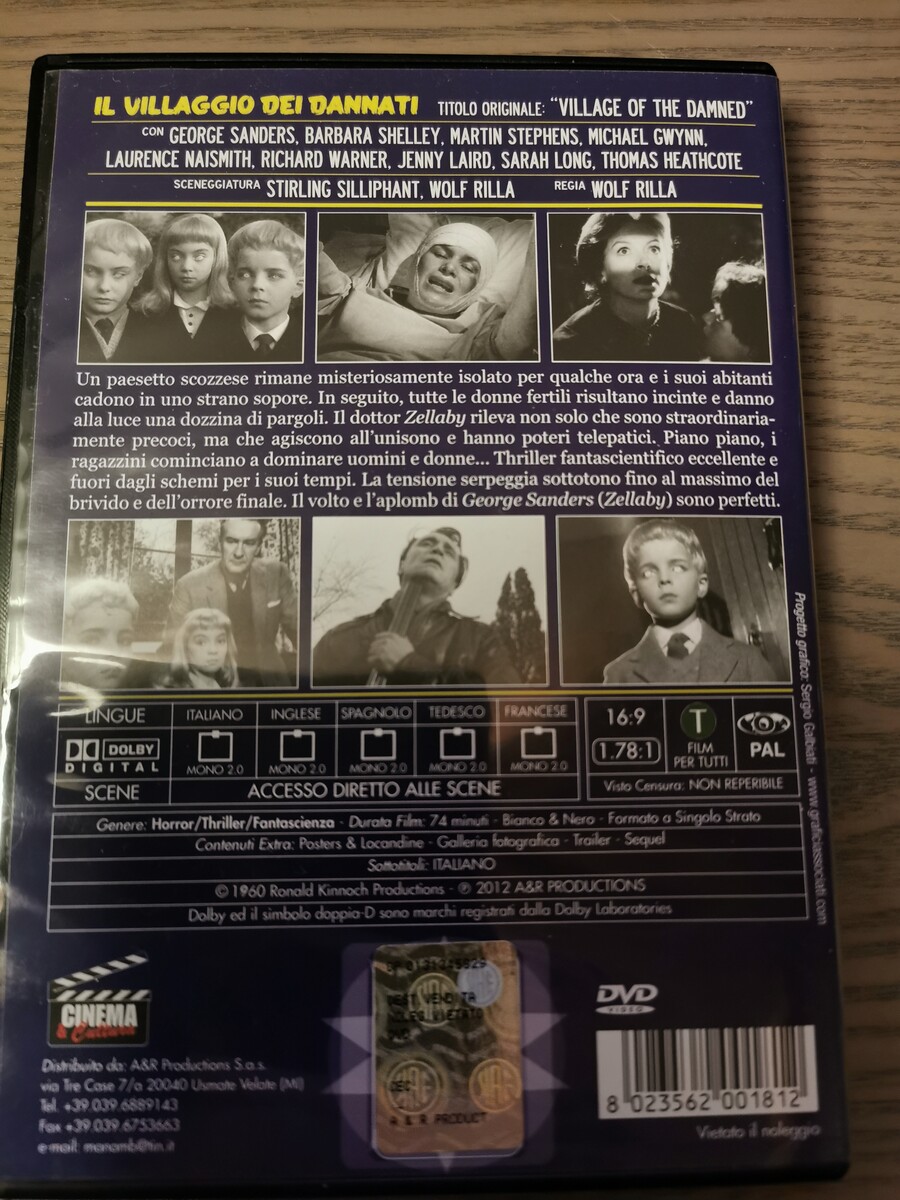 IL VILLAGGIO DEI DANNATI TITOLO ORIGINALE: "VILLAGE OF THE DAMNED"
CON GEORGE SANDERS, BARBARA SHELLEY, MARTIN STEPHENS, MICHAEL GWYNN,
LAURENCE NAISMITH, RICHARD WARNER, JENNY LAIRD, SARAH LONG, THOMAS HEATHCOTE
SCENEGGIATURA STIRLING SILLIPHANT, WOLF RILLA REGIA WOLF RILLA
Un paesetto scozzese rimane misteriosamente isolato per qualche ora e i suoi abitanti
cadono in uno strano sopore. In seguito, tutte le donne fertili risultano incinte e danno
alla luce una dozzina di pargoli. Il dottor Zellaby rileva non solo che sono straordinaria-
mente precoci, ma che agiscono all'unisono e hanno poteri telepatici. Piano piano, i
ragazzini cominciano a dominare uomini e donne... Thriller fantascientifico eccellente e
fuori dagli schemi per i suoi tempi. La tensione serpeggia sottotono fino al massimo del
brivido e dell'orrore finale. Il volto e l'aplomb di George Sanders (Zellaby) sono perfetti.
Progetto grafico: Sergio Galbiati - www.graficiassociati.com
LINGUE ITALIANO INGLESE SPAGNOLO TEDESCO FRANCESE
DOLBY DIGITAL MONO 2.0 MONO 2.0 MONO 2.0 MONO 2.0 MONO 2.0
SCENE ACCESSO DIRETTO ALLE SCENE
16:9
1.78:1
T
FILM
PER TUTTI
PAL
Visto Censura: NON REPERIBILE
Genere: Horror/Thriller/Fantascienza - Durata Film: 74 minuti - Bianco & Nero - Formato a Singolo Strato
Contenuti Extra: Posters & Locandine - Galleria fotografica - Trailer - Sequel
Sottotitoli: ITALIANO
© 1960 Ronald Kinnoch Productions - ℗ 2012 A&R PRODUCTIONS
Dolby ed il simbolo doppia-D sono marchi registrati dalla Dolby Laboratories
CINEMA
& Cultura
Distribuito da: A&R Productions S.a.s.
via Tre Case 7/a 20040 Usmate Velate (MI)
Tel. +39.039.6889143
Fax +39.039.6753663
e-mail: manamb@tin.it
DEST VENDITA
NOLEG VIETATO
A & R PRODUCT
DVD
VIDEO
8 023562 001812
Vietato il noleggio